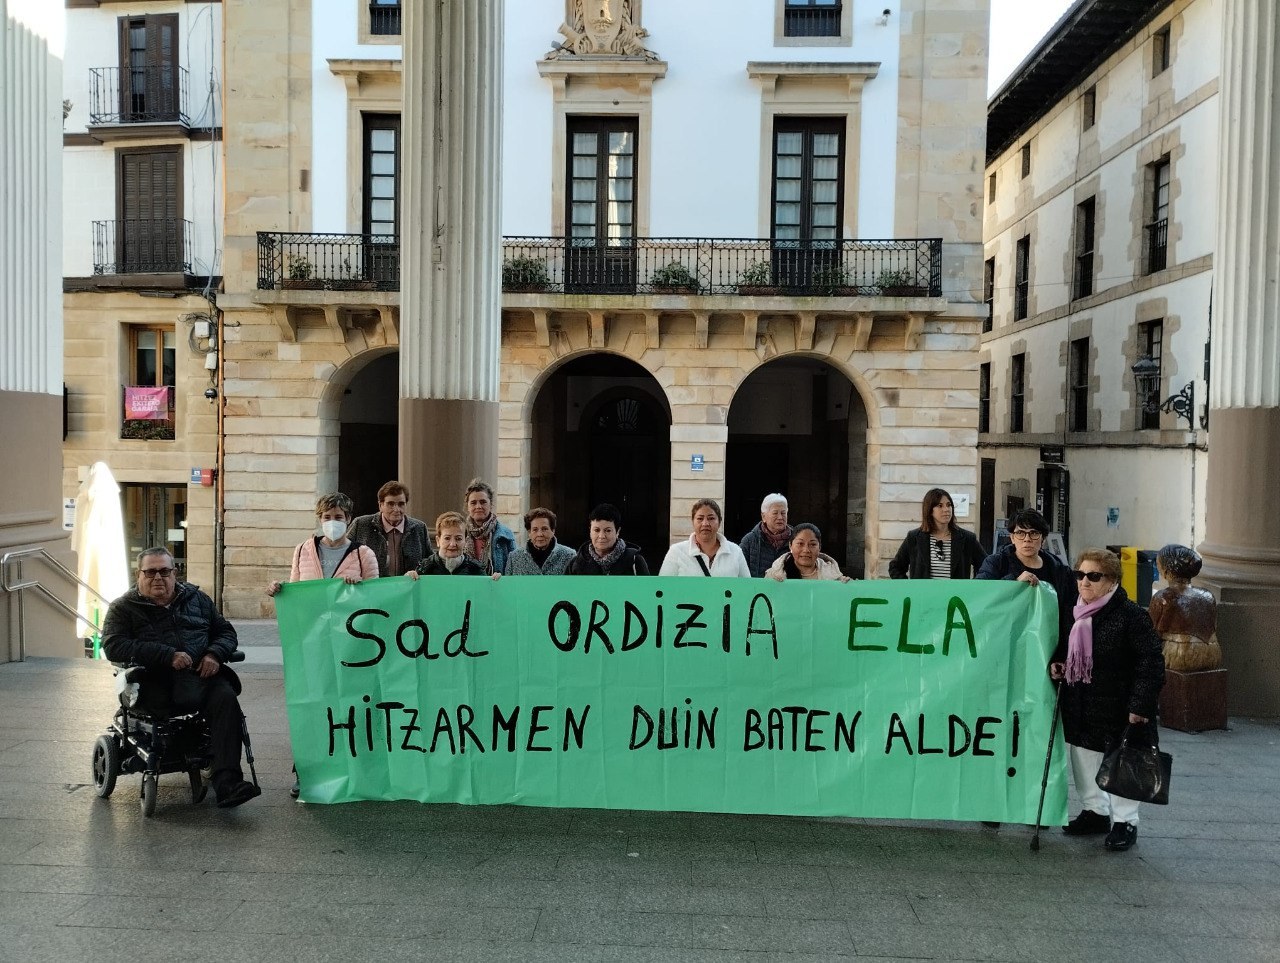 Sad ORDIZIA ELA
HITZARMEN DUIN BATEN ALDE!